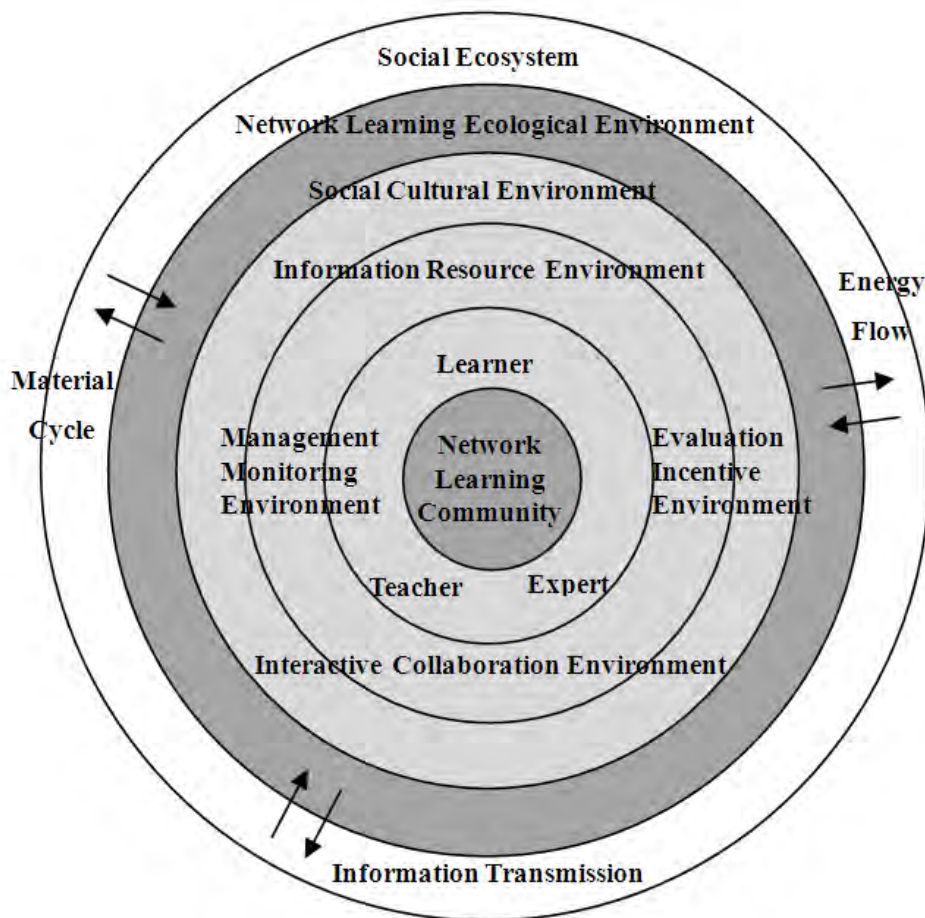 Social Ecosystem
Network Learning Ecological Environment
Social Cultural Environment
Information Resource Environment
Energy
Flow
Learner
Material
Cycle
Management
Monitoring
Environment
Network
Learning
Community
Evaluation
Incentive
Environment
Teacher
Expert
Interactive Collaboration Environment
Information Transmission